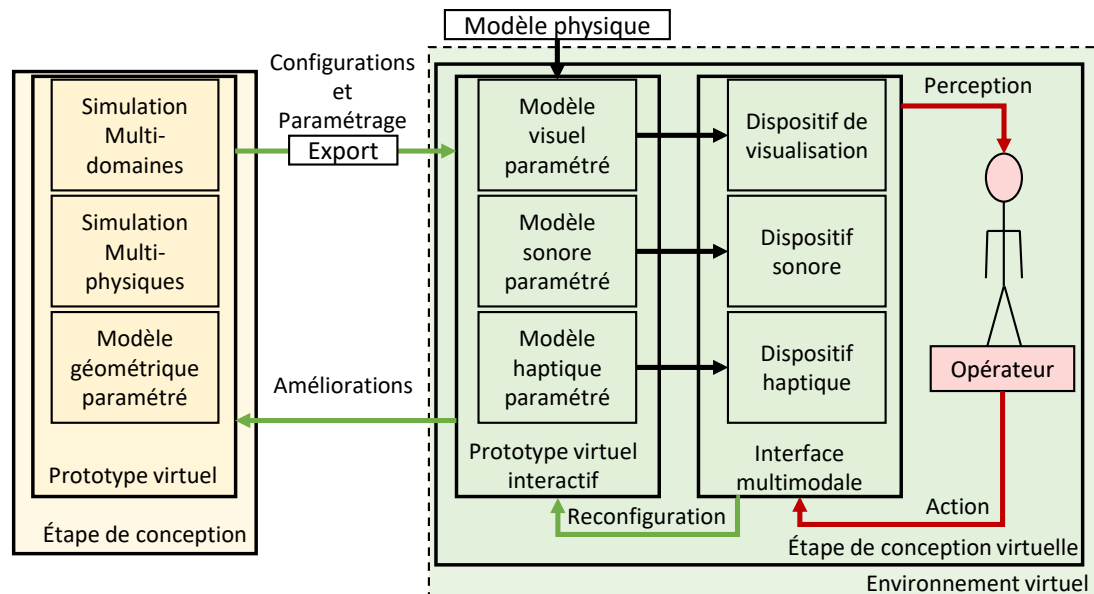 Modèle physique
Configurations
et
Paramétrage
Export
Améliorations
Simulation
Multi-
domaines
Simulation
Multi-
physiques
Modèle
géométrique
paramétré
Prototype virtuel
Étape de conception
Modèle
visuel
paramétré
Modèle
sonore
paramétré
Modèle
haptique
paramétré
Prototype virtuel
interactif
Dispositif de
visualisation
Dispositif
sonore
Dispositif
haptique
Interface
multimodale
Perception
Opérateur
Action
Reconfiguration
Étape de conception virtuelle
Environnement virtuel